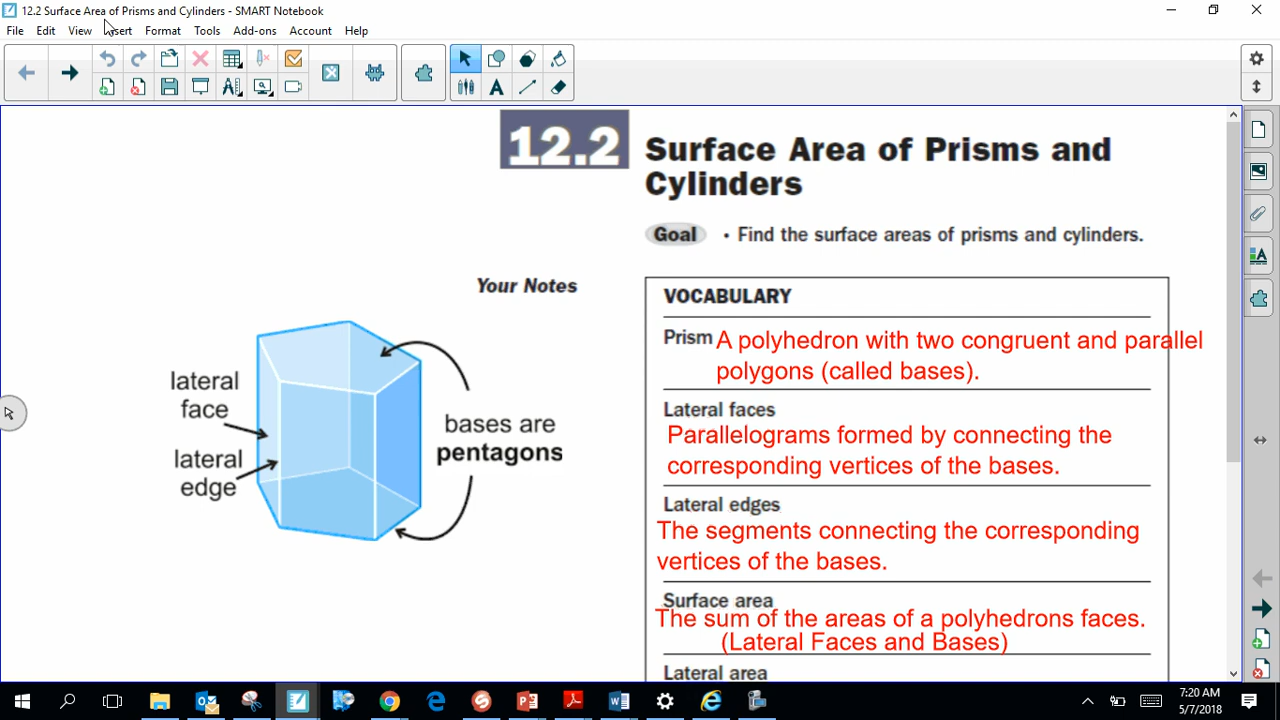 12.2 Surface Area of Prisms and Cylinders - SMART Notebook
File Edit View Insert Format Tools Add-ons Account Help
12.2 Surface Area of Prisms and
Cylinders
Goal • Find the surface areas of prisms and cylinders.
Your Notes
lateral
face
lateral
edge
bases are
pentagons
VOCABULARY
Prism A polyhedron with two congruent and parallel
polygons (called bases).
Lateral faces
Parallelograms formed by connecting the
corresponding vertices of the bases.
Lateral edges
The segments connecting the corresponding
vertices of the bases.
Surface area
The sum of the areas of a polyhedrons faces.
(Lateral Faces and Bases)
Lateral area
7:20 AM
5/7/2018